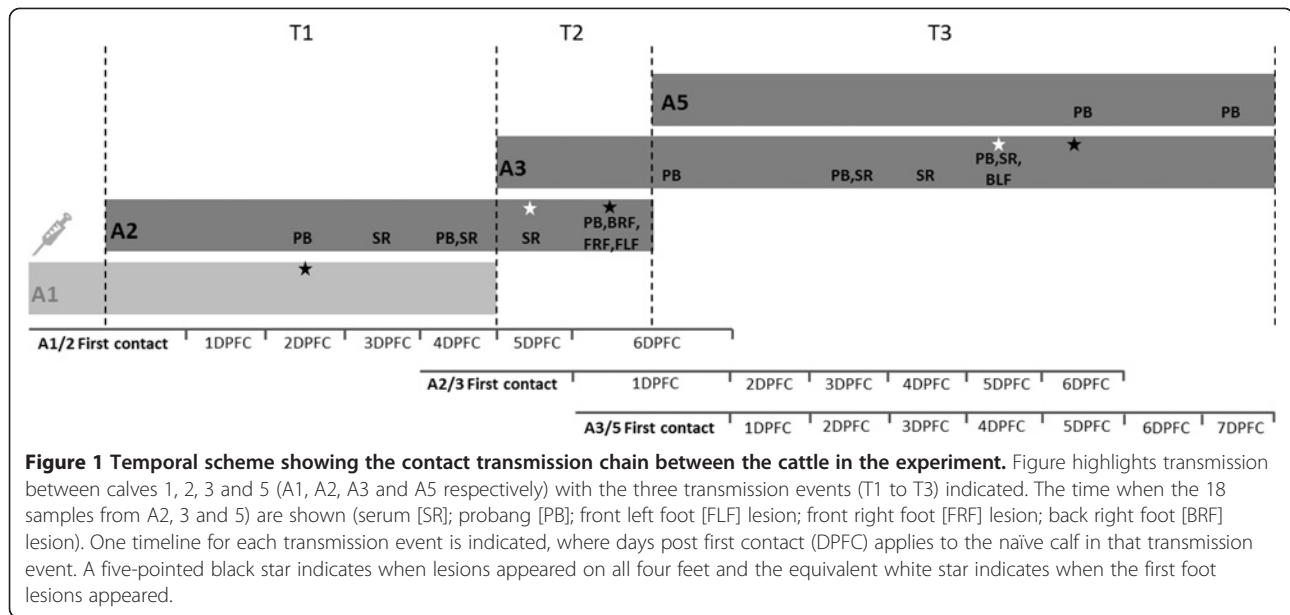 T1 T2 T3
A5 PB PB
A3 PB PB,SR SR PB,SR,
BLF
A2 PB SR PB,SR SR PB,BRF,
FRF,FLF
A1
A1/2 First contact 1DPFC 2DPFC 3DPFC 4DPFC 5DPFC 6DPFC
A2/3 First contact 1DPFC 2DPFC 3DPFC 4DPFC 5DPFC 6DPFC
A3/5 First contact 1DPFC 2DPFC 3DPFC 4DPFC 5DPFC 6DPFC 7DPFC
Figure 1 Temporal scheme showing the contact transmission chain between the cattle in the experiment. Figure highlights transmission
between calves 1, 2, 3 and 5 (A1, A2, A3 and A5 respectively) with the three transmission events (T1 to T3) indicated. The time when the 18
samples from A2, 3 and 5) are shown (serum [SR]; probang [PB]; front left foot [FLF] lesion; front right foot [FRF] lesion; back right foot [BRF]
lesion). One timeline for each transmission event is indicated, where days post first contact (DPFC) applies to the naïve calf in that transmission
event. A five-pointed black star indicates when lesions appeared on all four feet and the equivalent white star indicates when the first foot
lesions appeared.